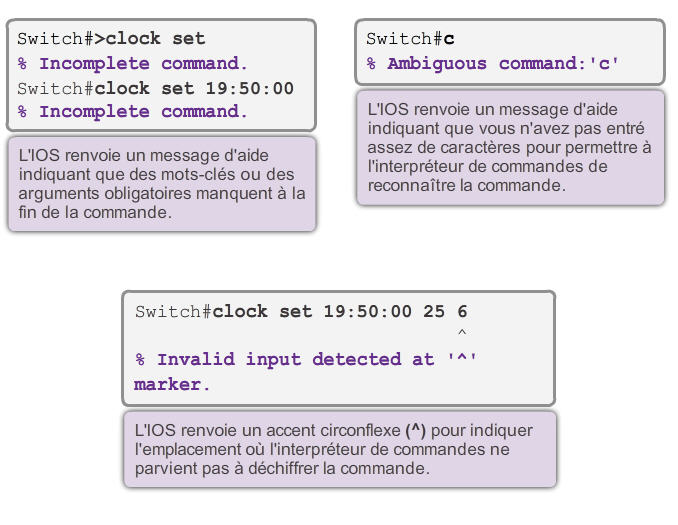 Switch#>clock set
% Incomplete command.
Switch#clock set 19:50:00
% Incomplete command.
L'IOS renvoie un message d'aide
indiquant que des mots-clés ou des
arguments obligatoires manquent à la
fin de la commande.
Switch#c
% Ambiguous command:'c'
L'IOS renvoie un message d'aide
indiquant que vous n'avez pas entré
assez de caractères pour permettre à
l'interpréteur de commandes de
reconnaître la commande.
Switch#clock set 19:50:00 25 6
^
% Invalid input detected at '^'
marker.
L'IOS renvoie un accent circonflexe (^) pour indiquer
l'emplacement où l'interpréteur de commandes ne
parvient pas à déchiffrer la commande.